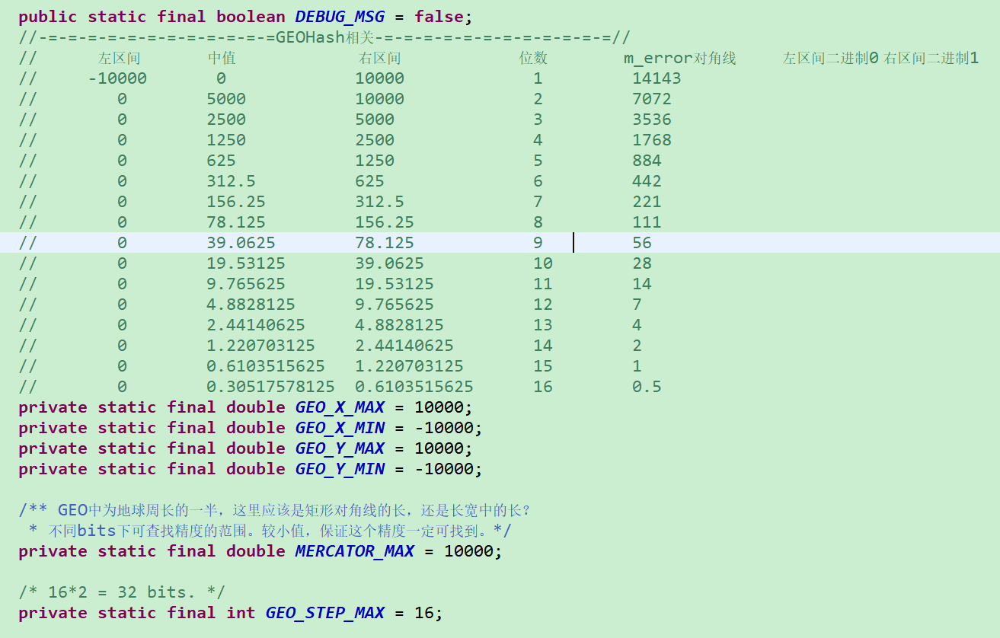 public static final boolean DEBUG_MSG = false;
//-=-=-=-=-=-=-=-=-=-=-=-=GEOHash相关-=-=-=-=-=-=-=-=-=-=-=-=//
// 左区间 中值 右区间 位数 m_error对角线 左区间二进制0 右区间二进制1
// -10000 0 10000 1 14143
// 0 5000 10000 2 7072
// 0 2500 5000 3 3536
// 0 1250 2500 4 1768
// 0 625 1250 5 884
// 0 312.5 625 6 442
// 0 156.25 312.5 7 221
// 0 78.125 156.25 8 111
// 0 39.0625 78.125 9 56
// 0 19.53125 39.0625 10 28
// 0 9.765625 19.53125 11 14
// 0 4.8828125 9.765625 12 7
// 0 2.44140625 4.8828125 13 4
// 0 1.220703125 2.44140625 14 2
// 0 0.6103515625 1.220703125 15 1
// 0 0.30517578125 0.6103515625 16 0.5
private static final double GEO_X_MAX = 10000;
private static final double GEO_X_MIN = -10000;
private static final double GEO_Y_MAX = 10000;
private static final double GEO_Y_MIN = -10000;
/** GEO中为地球周长的一半，这里应该是矩形对角线的长，还是长宽中的长？
* 不同bits下可查找精度的范围。较小值，保证这个精度一定可找到。*/
private static final double MERCATOR_MAX = 10000;
/* 16*2 = 32 bits. */
private static final int GEO_STEP_MAX = 16;